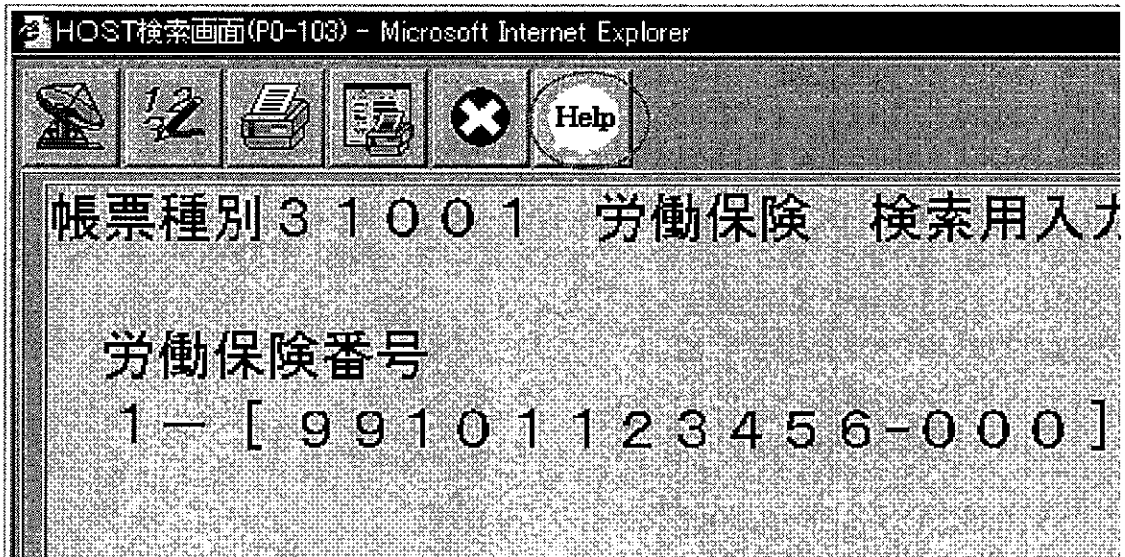 HOST検索画面(P0-103) - Microsoft Internet Explorer
Help
帳票種別31001 労働保険 検索用入力
労働保険番号
1－[99101123456-000]